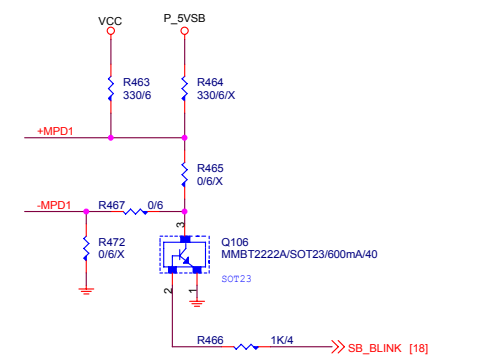 VCC P_5VSB
R463 R464
330/6 330/6/X
+MPD1
R465
0/6/X
-MPD1 R467 0/6
3
R472 Q106
0/6/X MMBT2222A/SOT23/600mA/40
SOT23
2 1
R466 1K/4
SB_BLINK [18]